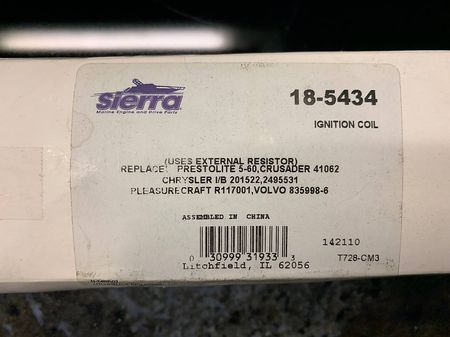 Sierra
Marine Engine and Drive Parts
18-5434
IGNITION COIL
(USES EXTERNAL RESISTOR)
REPLACE: PRESTOLITE 5-60,CRUSADER 41062
CHRYSLER I/B 201522,2495531
PLEASURECRAFT R117001,VOLVO 835998-6
ASSEMBLED IN CHINA
0 30999 31933 3
142110
Litchfield, IL 62056
T728-CM3